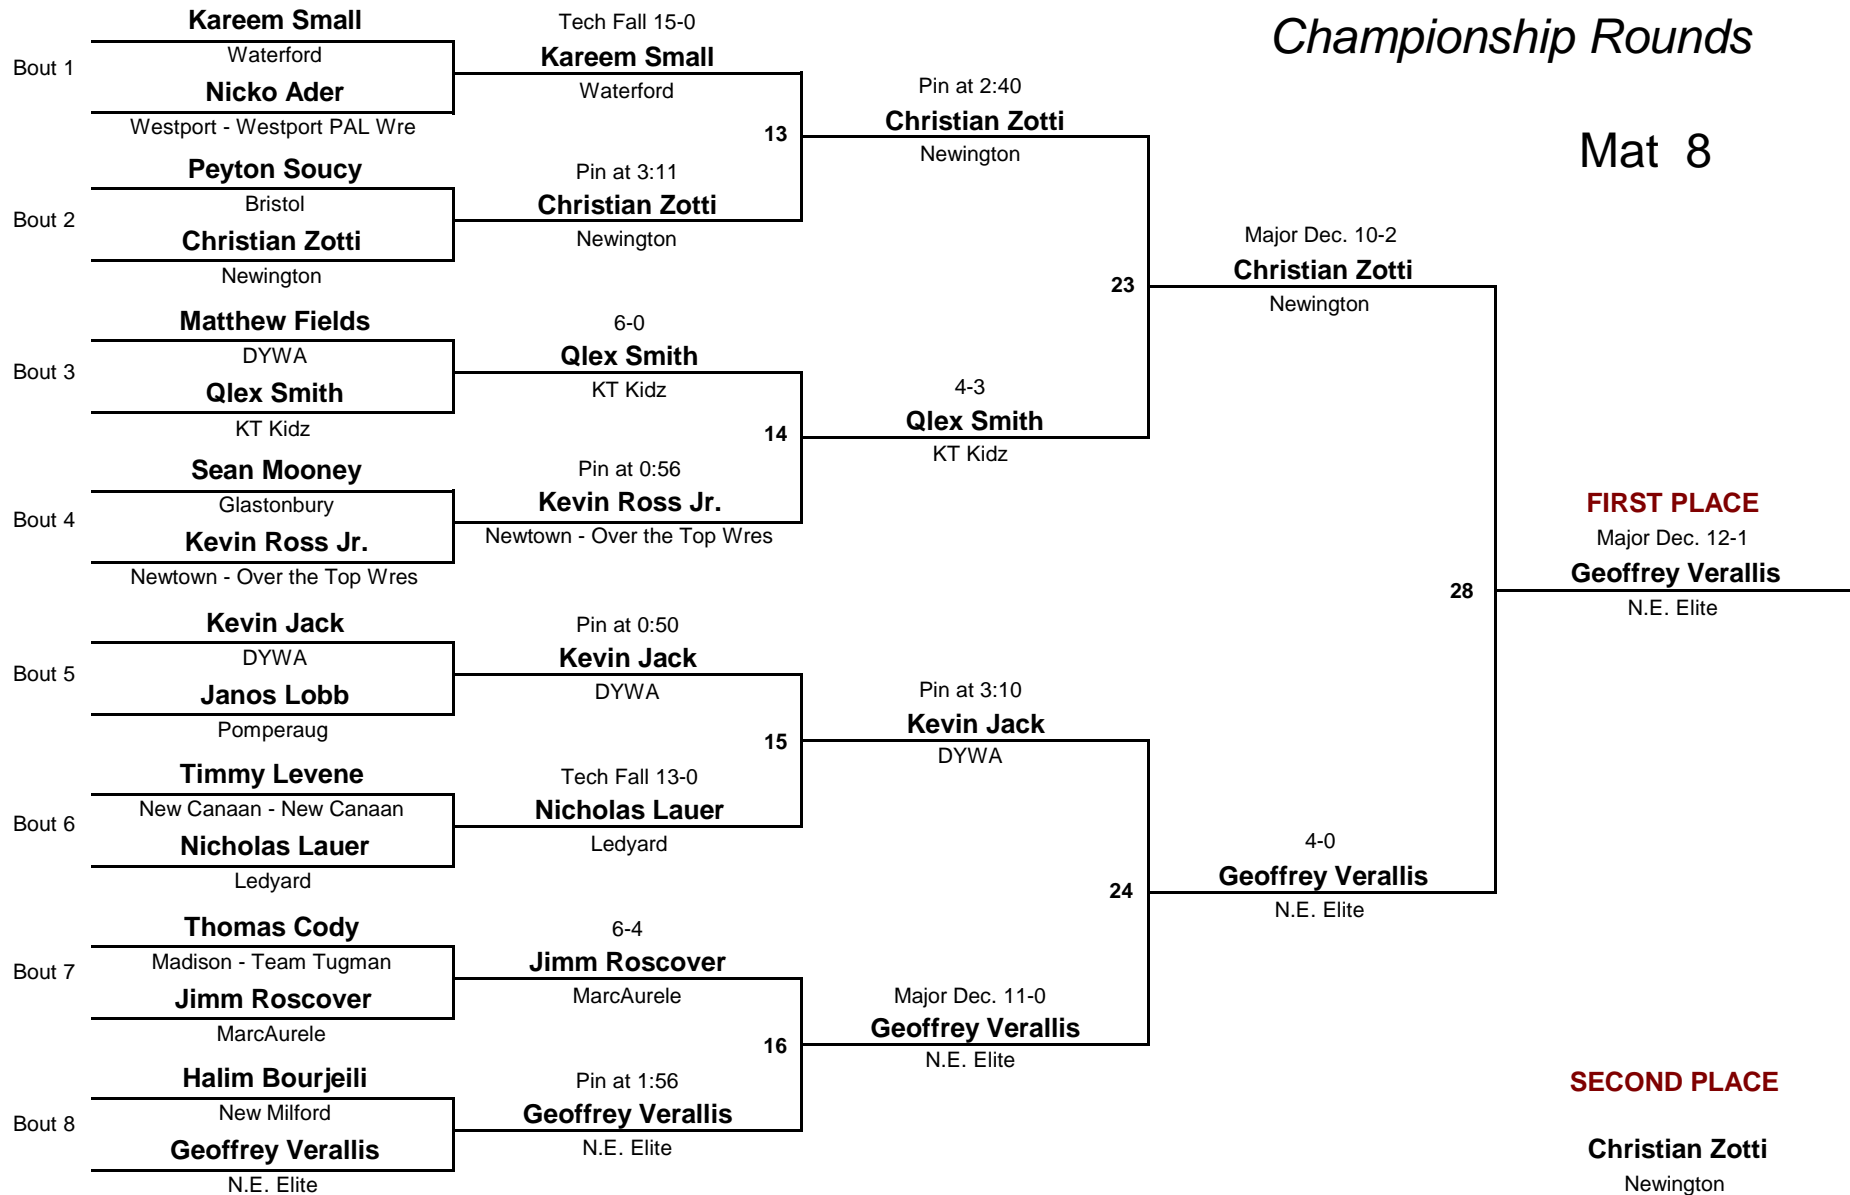 Championship Rounds
Mat 8
Bout 1
Kareem Small
Waterford
Nicko Ader
Westport - Westport PAL Wre
Bout 2
Peyton Soucy
Bristol
Christian Zotti
Newington
Bout 3
Matthew Fields
DYWA
Qlex Smith
KT Kidz
Bout 4
Sean Mooney
Glastonbury
Kevin Ross Jr.
Newtown - Over the Top Wres
Bout 5
Kevin Jack
DYWA
Janos Lobb
Pomperaug
Bout 6
Timmy Levene
New Canaan - New Canaan
Nicholas Lauer
Ledyard
Bout 7
Thomas Cody
Madison - Team Tugman
Jimm Roscover
MarcAurele
Bout 8
Halim Bourjeili
New Milford
Geoffrey Verallis
N.E. Elite
Tech Fall 15-0
Kareem Small
Waterford
13
Pin at 3:11
Christian Zotti
Newington
6-0
Qlex Smith
KT Kidz
14
Pin at 0:56
Kevin Ross Jr.
Newtown - Over the Top Wres
Pin at 0:50
Kevin Jack
DYWA
15
Tech Fall 13-0
Nicholas Lauer
Ledyard
6-4
Jimm Roscover
MarcAurele
16
Pin at 1:56
Geoffrey Verallis
N.E. Elite
Pin at 2:40
Christian Zotti
Newington
23
4-3
Qlex Smith
KT Kidz
Pin at 3:10
Kevin Jack
DYWA
24
Major Dec. 11-0
Geoffrey Verallis
N.E. Elite
Major Dec. 10-2
Christian Zotti
Newington
28
4-0
Geoffrey Verallis
N.E. Elite
FIRST PLACE
Major Dec. 12-1
Geoffrey Verallis
N.E. Elite
SECOND PLACE
Christian Zotti
Newington